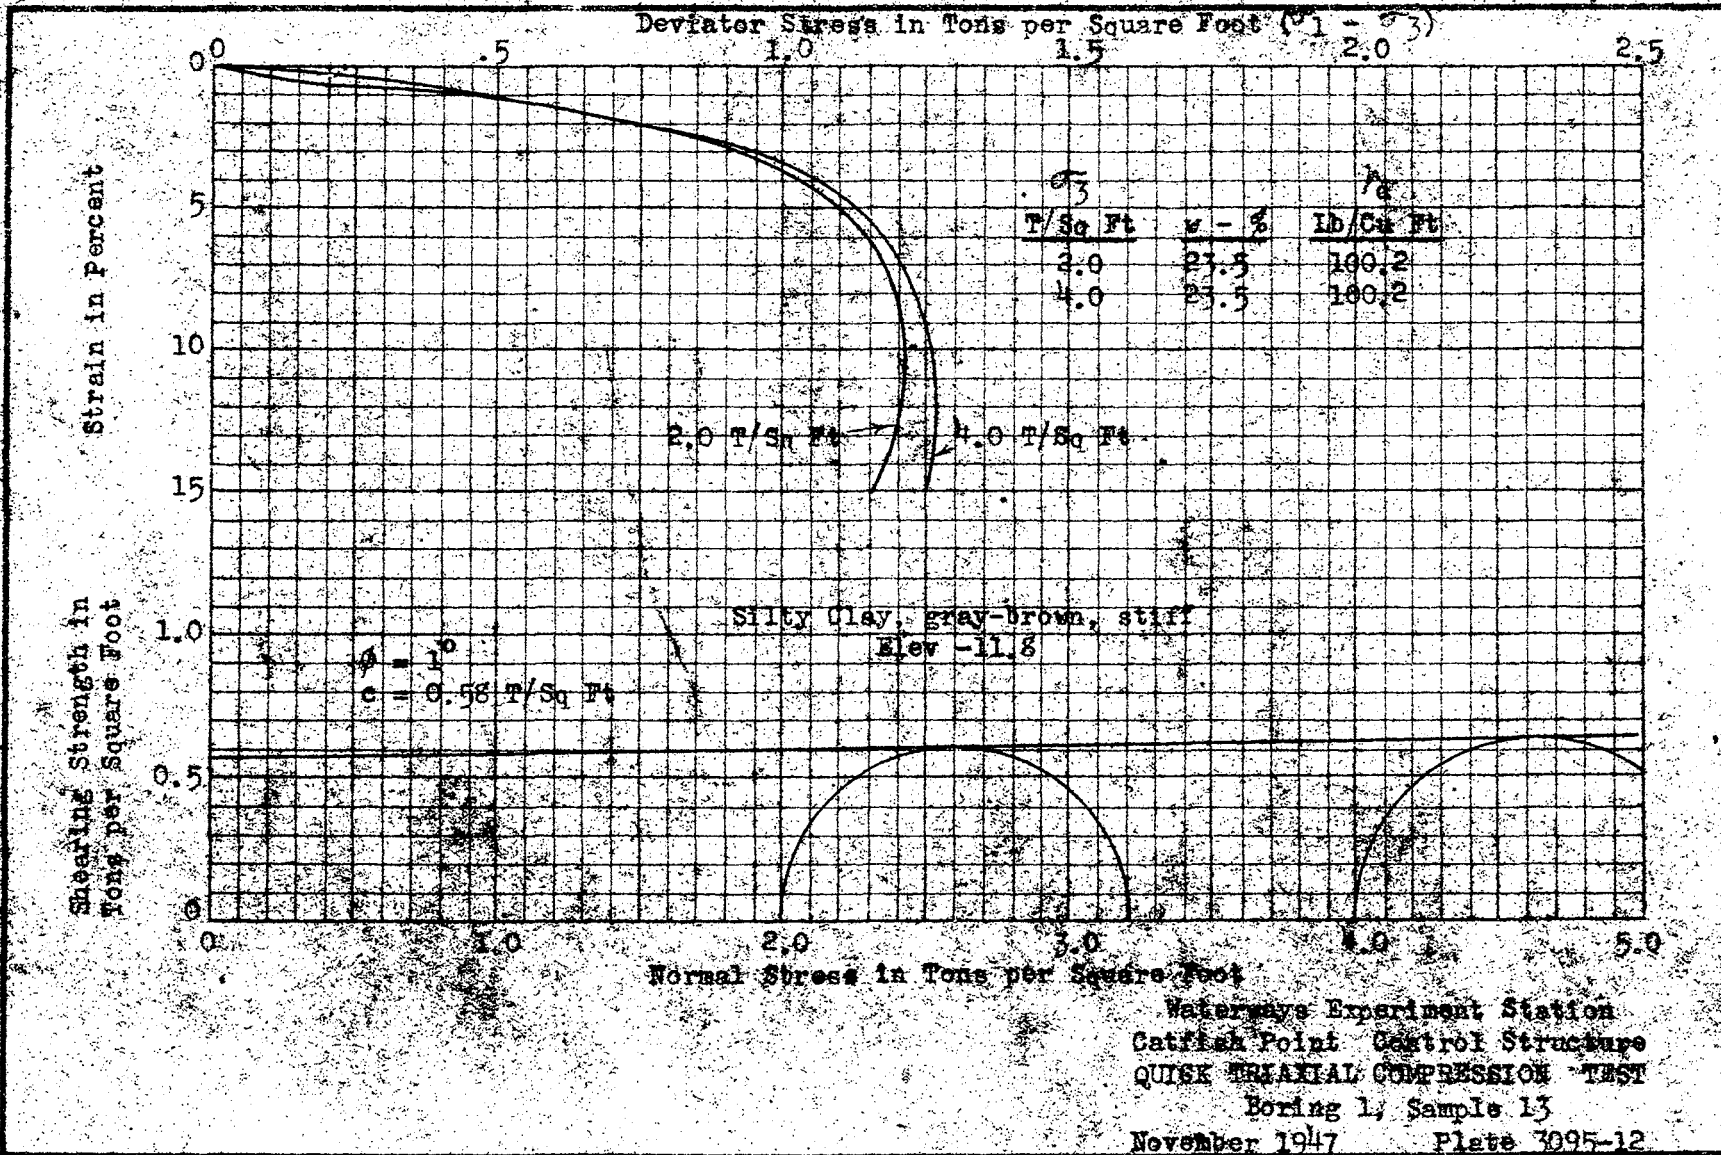 Deviator Stress in Tons per Square Foot (σ1 - σ3)
0 .5 1.0 1.5 2.0 2.5
0
5
10
15
Strain in Percent
σ3 γd
T/Sq Ft w - % Lb/Cu Ft
2.0 23.5 100.2
4.0 23.5 100.2
2.0 T/Sq Ft 4.0 T/Sq Ft
Silty Clay, gray-brown, stiff
Elev -11.8
ø = 1°
c = 0.58 T/Sq Ft
1.0
0.5
0
Shearing Strength in
Tons per Square Foot
0 1.0 2.0 3.0 4.0 5.0
Normal Stress in Tons per Square Foot
Waterways Experiment Station
Catfish Point Control Structure
QUICK TRIAXIAL COMPRESSION TEST
Boring 1, Sample 13
November 1947 Plate 3095-12